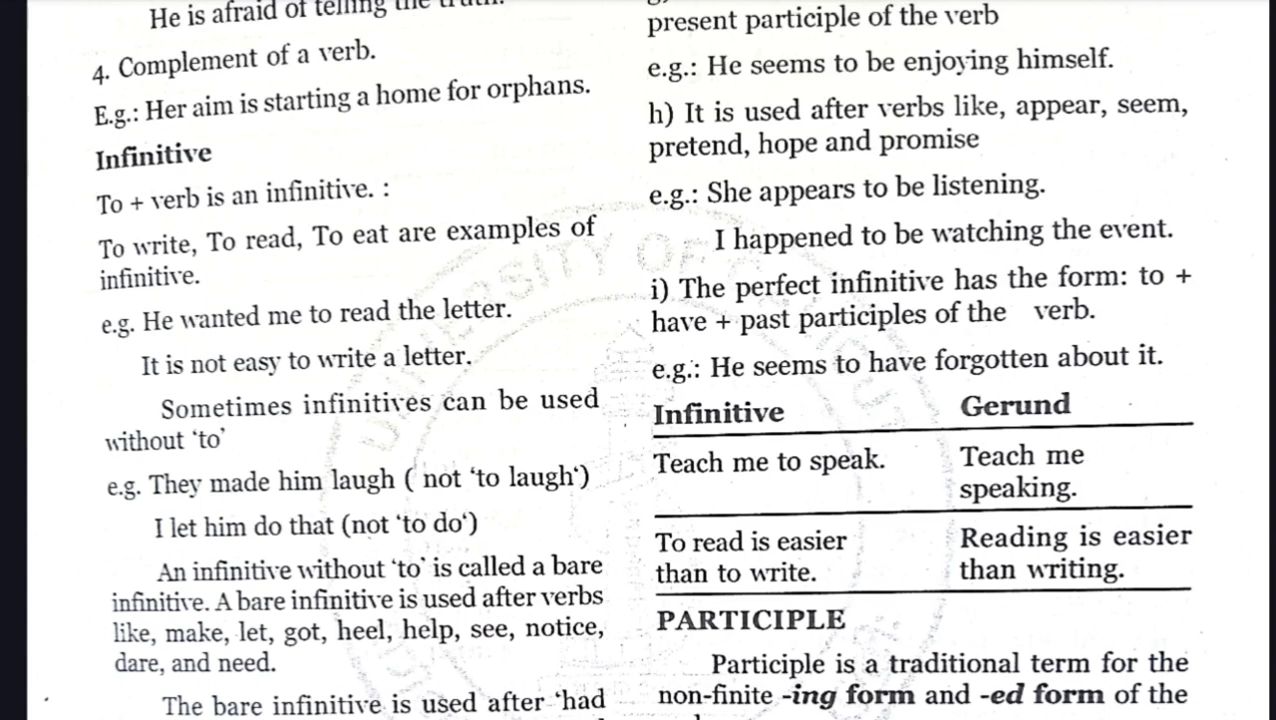 He is afraid of telling the truth.
4. Complement of a verb.
E.g.: Her aim is starting a home for orphans.
Infinitive
To + verb is an infinitive. :
To write, To read, To eat are examples of
infinitive.
e.g. He wanted me to read the letter.
It is not easy to write a letter.
Sometimes infinitives can be used
without ‘to’
e.g. They made him laugh ( not ‘to laugh‘)
I let him do that (not ‘to do‘)
An infinitive without ‘to’ is called a bare
infinitive. A bare infinitive is used after verbs
like, make, let, got, heel, help, see, notice,
dare, and need.
The bare infinitive is used after ‘had
present participle of the verb
e.g.: He seems to be enjoying himself.
h) It is used after verbs like, appear, seem,
pretend, hope and promise
e.g.: She appears to be listening.
I happened to be watching the event.
i) The perfect infinitive has the form: to +
have + past participles of the verb.
e.g.: He seems to have forgotten about it.
Infinitive Gerund
Teach me to speak. Teach me
speaking.
To read is easier Reading is easier
than to write. than writing.
PARTICIPLE
Participle is a traditional term for the
non-finite -ing form and -ed form of the
UNIVERSITY OF